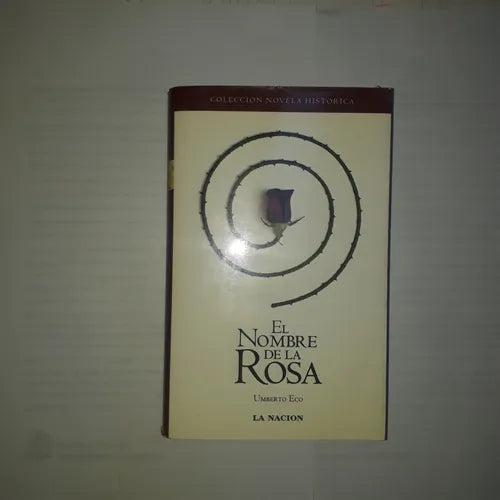 COLECCION NOVELA HISTORICA
EL
NOMBRE
DE LA
ROSA
UMBERTO ECO
LA NACION